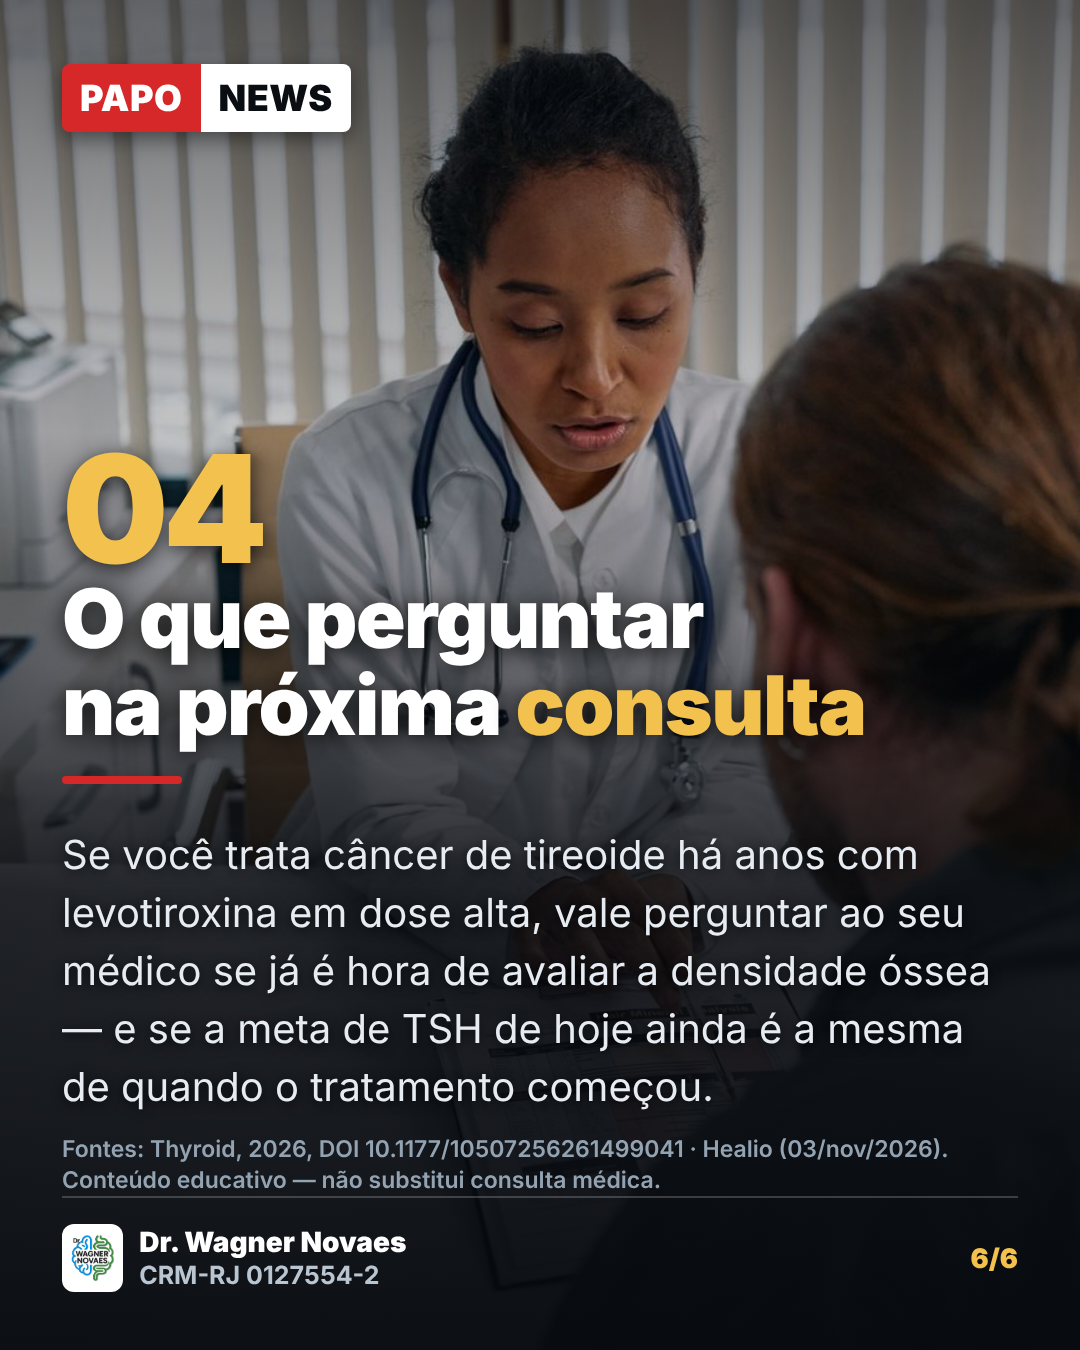 PAPO NEWS
04
O que perguntar
na próxima consulta
Se você trata câncer de tireoide há anos com
levotiroxina em dose alta, vale perguntar ao seu
médico se já é hora de avaliar a densidade óssea
— e se a meta de TSH de hoje ainda é a mesma
de quando o tratamento começou.
Fontes: Thyroid, 2026, DOI 10.1177/10507256261499041 · Healio (03/nov/2026).
Conteúdo educativo — não substitui consulta médica.
Dr.
WAGNER
NOVAES
Dr. Wagner Novaes
CRM-RJ 0127554-2
6/6